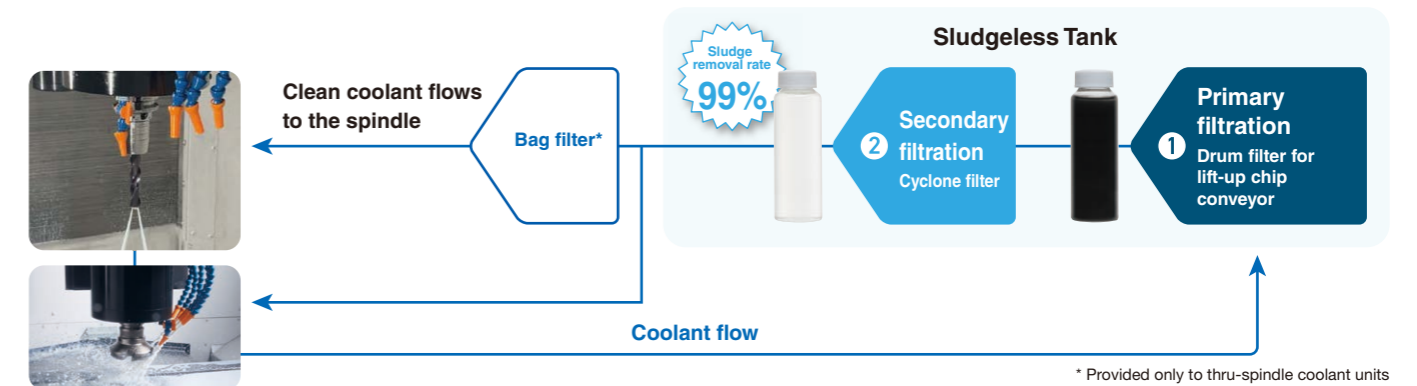 Sludgeless Tank
Sludge
removal rate
99%
Clean coolant flows
to the spindle
Bag filter*
2 Secondary
filtration
Cyclone filter
1 Primary
filtration
Drum filter for
lift-up chip
conveyor
Coolant flow
* Provided only to thru-spindle coolant units